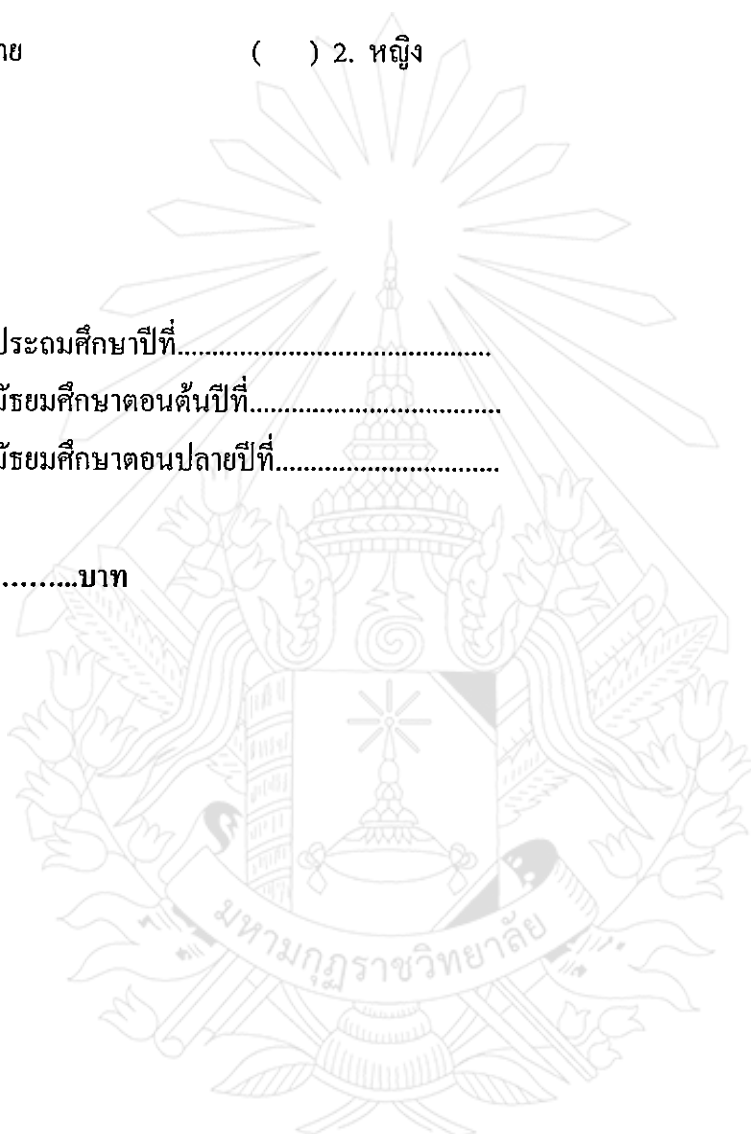 าย ( ) 2. หญิง
ประถมศึกษาปีที่.............................................
มัธยมศึกษาตอนต้นปีที่....................................
มัธยมศึกษาตอนปลายปีที่................................
.........บาท
มหามกุฏราชวิทยาลัย